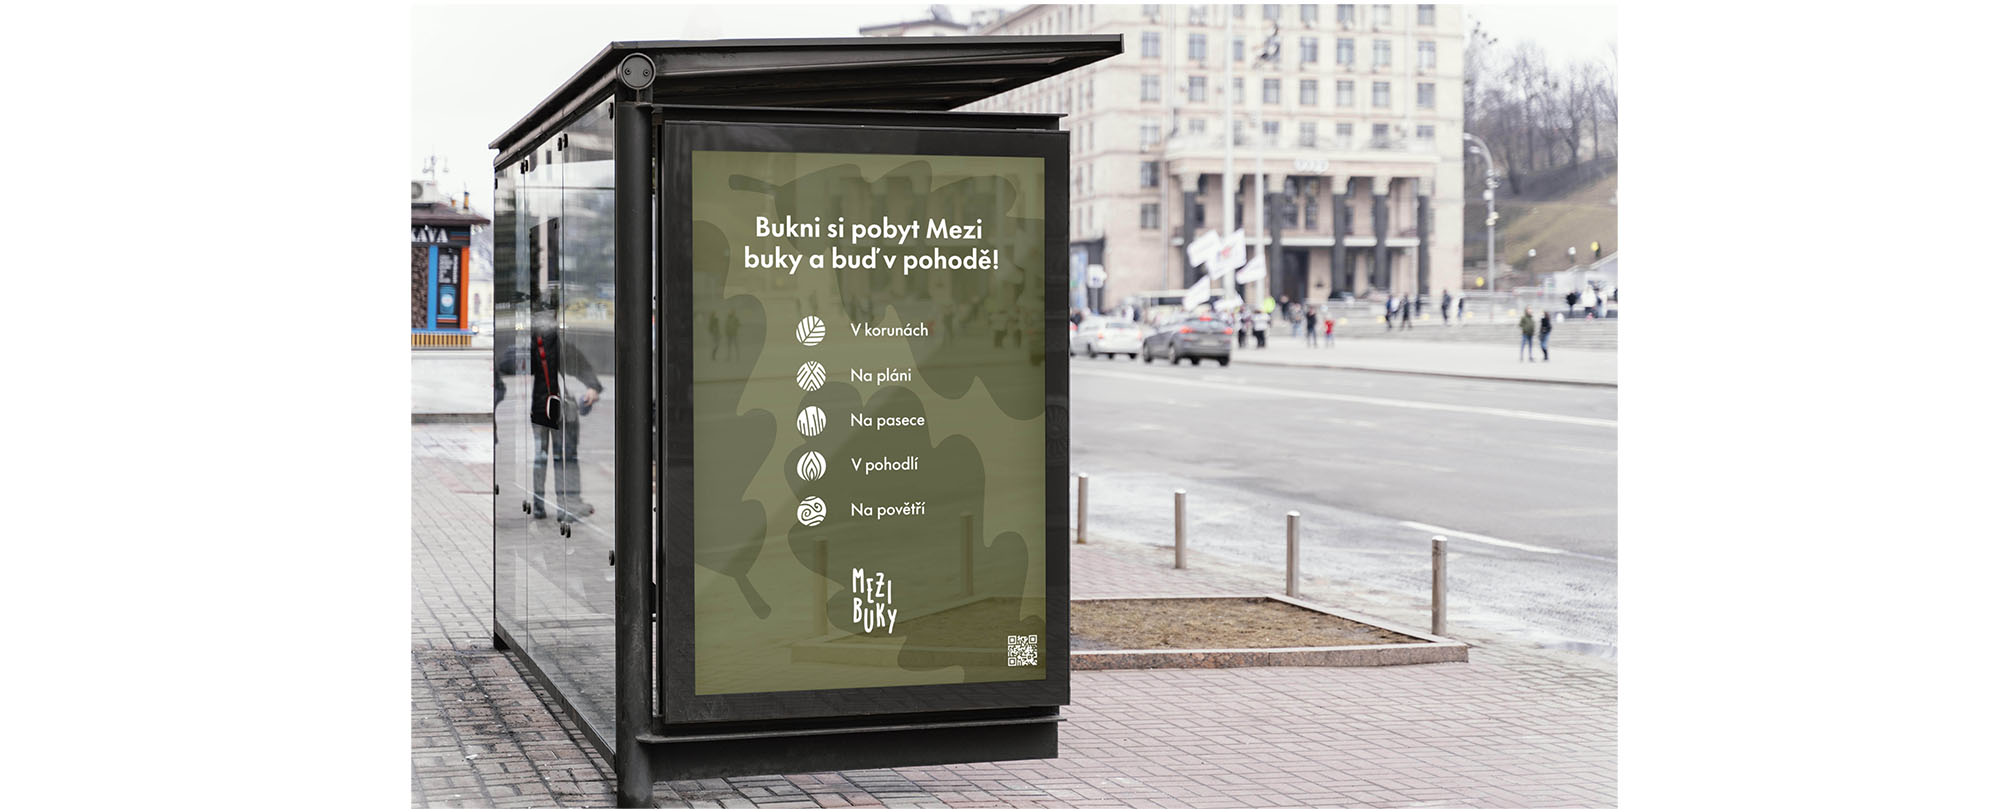 Bukni si pobyt Mezi
buky a buď v pohodě!
V korunách
Na pláni
Na pasece
V pohodlí
Na povětří
MEZI
BUKY